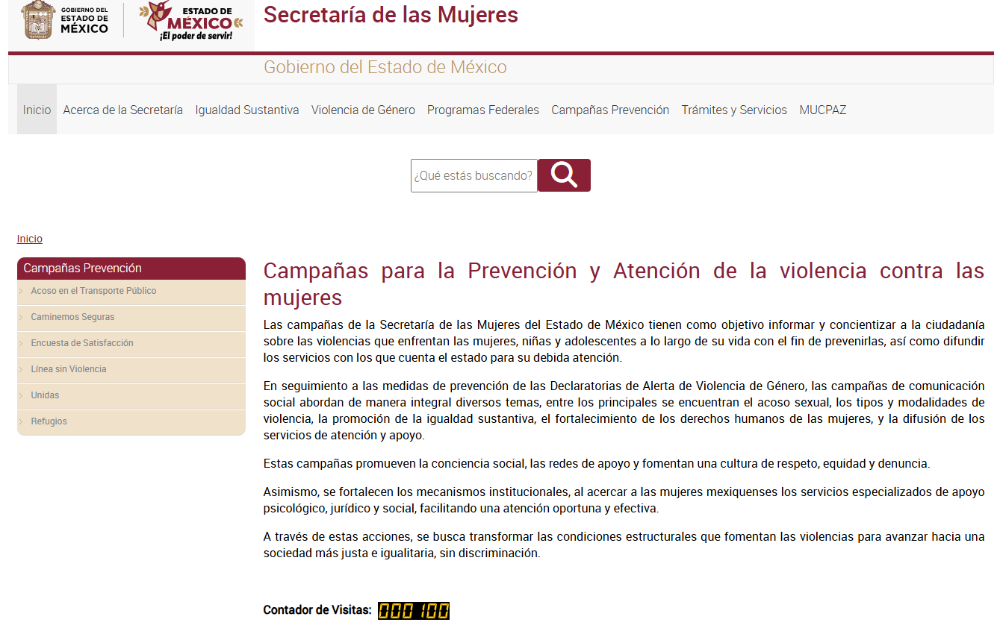 GOBIERNO DEL
ESTADO DE
MÉXICO
ESTADO DE
MÉXICO
¡El poder de servir!
Secretaría de las Mujeres
Gobierno del Estado de México
Inicio Acerca de la Secretaría Igualdad Sustantiva Violencia de Género Programas Federales Campañas Prevención Trámites y Servicios MUCPAZ
¿Qué estás buscando?
Inicio
Campañas Prevención
Acoso en el Transporte Público
Caminemos Seguras
Encuesta de Satisfacción
Línea sin Violencia
Unidas
Refugios
Campañas para la Prevención y Atención de la violencia contra las
mujeres
Las campañas de la Secretaría de las Mujeres del Estado de México tienen como objetivo informar y concientizar a la ciudadanía
sobre las violencias que enfrentan las mujeres, niñas y adolescentes a lo largo de su vida con el fin de prevenirlas, así como difundir
los servicios con los que cuenta el estado para su debida atención.
En seguimiento a las medidas de prevención de las Declaratorias de Alerta de Violencia de Género, las campañas de comunicación
social abordan de manera integral diversos temas, entre los principales se encuentran el acoso sexual, los tipos y modalidades de
violencia, la promoción de la igualdad sustantiva, el fortalecimiento de los derechos humanos de las mujeres, y la difusión de los
servicios de atención y apoyo.
Estas campañas promueven la conciencia social, las redes de apoyo y fomentan una cultura de respeto, equidad y denuncia.
Asimismo, se fortalecen los mecanismos institucionales, al acercar a las mujeres mexiquenses los servicios especializados de apoyo
psicológico, jurídico y social, facilitando una atención oportuna y efectiva.
A través de estas acciones, se busca transformar las condiciones estructurales que fomentan las violencias para avanzar hacia una
sociedad más justa e igualitaria, sin discriminación.
Contador de Visitas: 000100